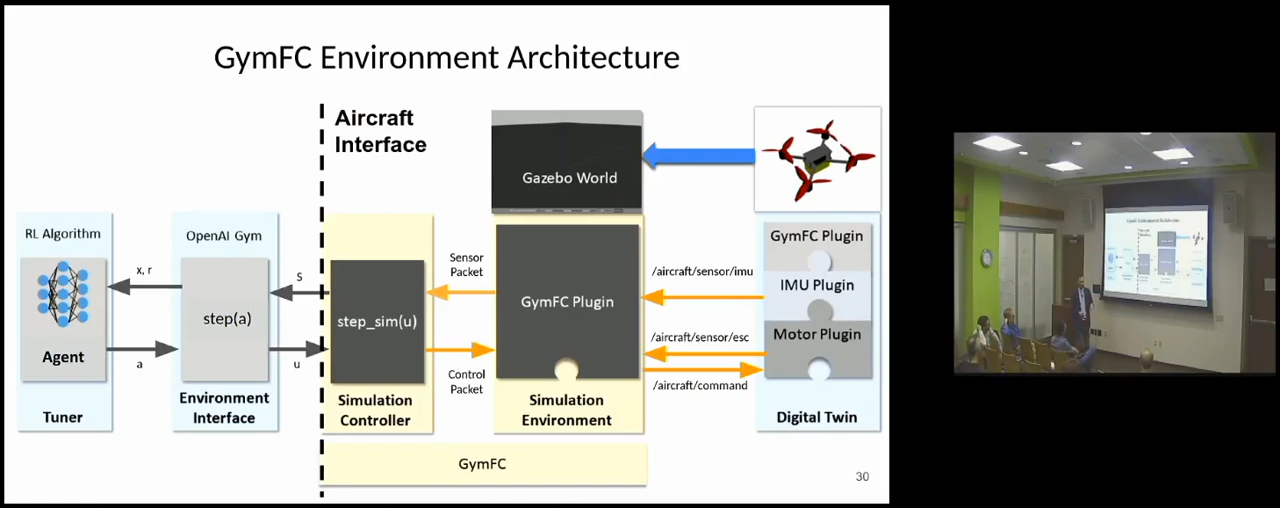 GymFC Environment Architecture
Aircraft
Interface
Gazebo World
RL Algorithm
OpenAI Gym
GymFC Plugin
x, r
S
Sensor
Packet
/aircraft/sensor/imu
IMU Plugin
step(a)
step_sim(u)
GymFC Plugin
/aircraft/sensor/esc
Motor Plugin
Agent
a
u
Control
Packet
/aircraft/command
Tuner
Environment
Interface
Simulation
Controller
Simulation
Environment
Digital Twin
GymFC
30